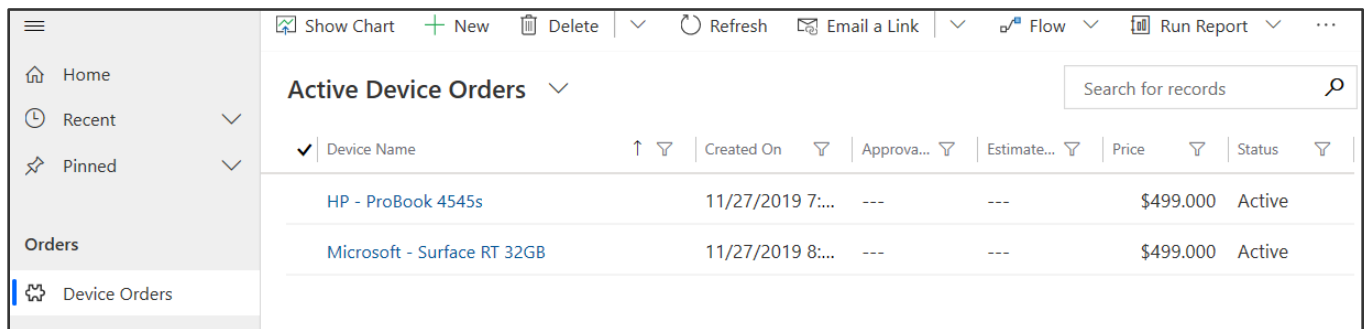 Show Chart New Delete Refresh Email a Link Flow Run Report ...
Home
Recent
Pinned
Orders
Device Orders
Active Device Orders
Search for records
Device Name Created On Approva... Estimate... Price Status
HP - ProBook 4545s 11/27/2019 7:... --- --- $499.000 Active
Microsoft - Surface RT 32GB 11/27/2019 8:... --- --- $499.000 Active